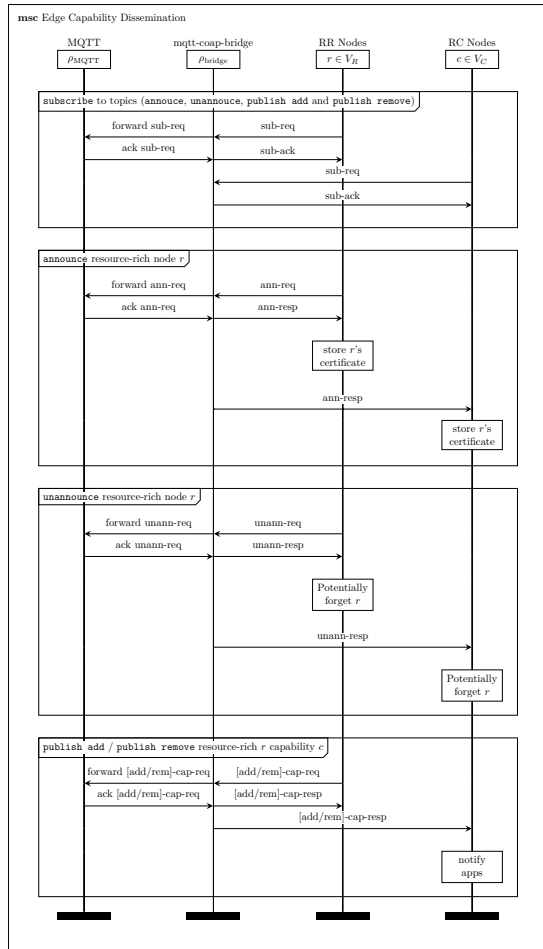 msc Edge Capability Dissemination
MQTT mqtt-coap-bridge RR Nodes RC Nodes
ρMQTT ρbridge r ∈ V_R c ∈ V_C
subscribe to topics (annouce, unannouce, publish add and publish remove)
forward sub-req sub-req
ack sub-req sub-ack
sub-req
sub-ack
announce resource-rich node r
forward ann-req ann-req
ack ann-req ann-resp
store r's
certificate
ann-resp
store r's
certificate
unannounce resource-rich node r
forward unann-req unann-req
ack unann-req unann-resp
Potentially
forget r
unann-resp
Potentially
forget r
publish add / publish remove resource-rich r capability c
forward [add/rem]-cap-req [add/rem]-cap-req
ack [add/rem]-cap-req [add/rem]-cap-resp
[add/rem]-cap-resp
notify
apps